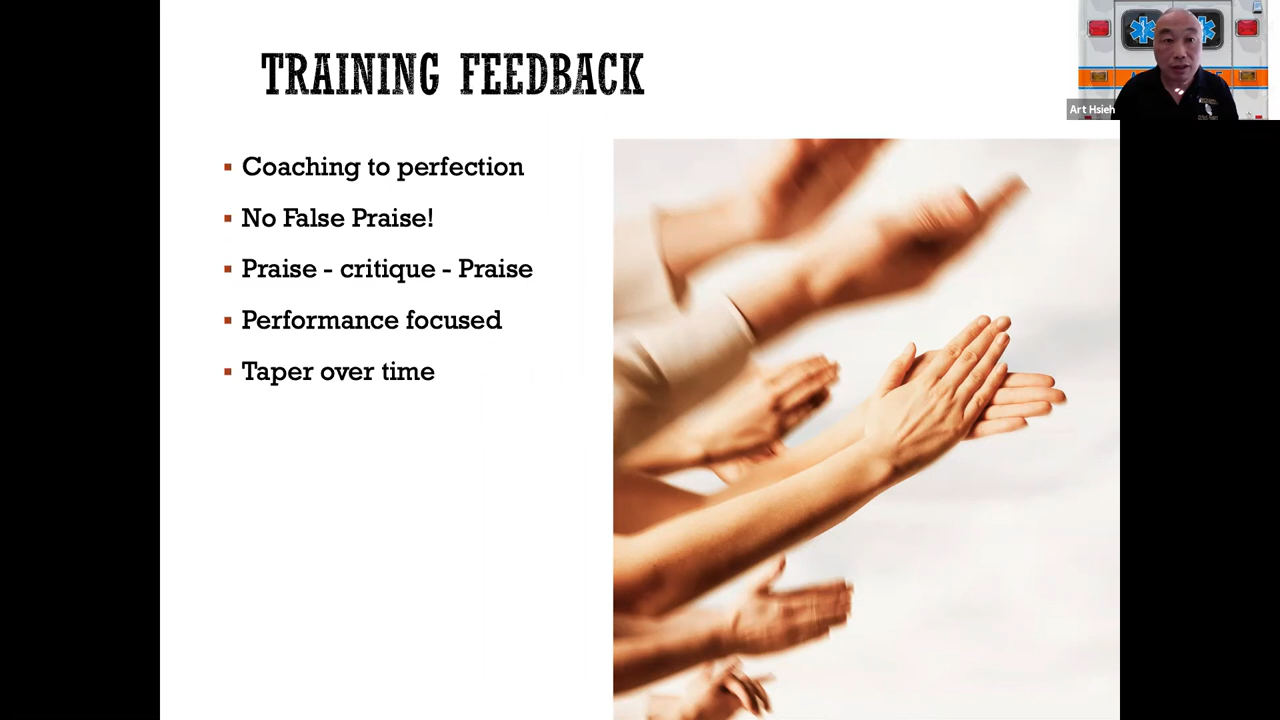 TRAINING FEEDBACK
Art Hsieh
Coaching to perfection
No False Praise!
Praise - critique - Praise
Performance focused
Taper over time